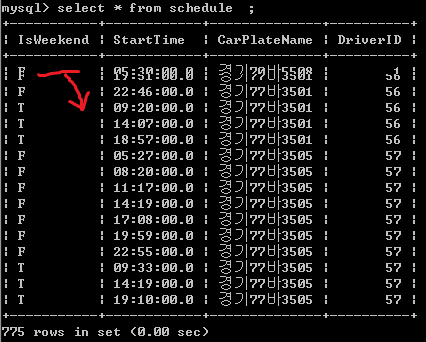 mysql> select * from schedule ;
| IsWeekend | StartTime | CarPlateName | DriverID |
| F
| F | 22:46:00.0 | 경기77바3501 | 56 |
| T | 09:20:00.0 | 경기77바3501 | 56 |
| T | 14:07:00.0 | 경기77바3501 | 56 |
| T | 18:57:00.0 | 경기77바3501 | 56 |
| F | 05:27:00.0 | 경기77바3505 | 57 |
| F | 08:20:00.0 | 경기77바3505 | 57 |
| F | 11:17:00.0 | 경기77바3505 | 57 |
| F | 14:19:00.0 | 경기77바3505 | 57 |
| F | 17:08:00.0 | 경기77바3505 | 57 |
| F | 19:59:00.0 | 경기77바3505 | 57 |
| F | 22:55:00.0 | 경기77바3505 | 57 |
| T | 09:33:00.0 | 경기77바3505 | 57 |
| T | 14:19:00.0 | 경기77바3505 | 57 |
| T | 19:10:00.0 | 경기77바3505 | 57 |
775 rows in set (0.00 sec)